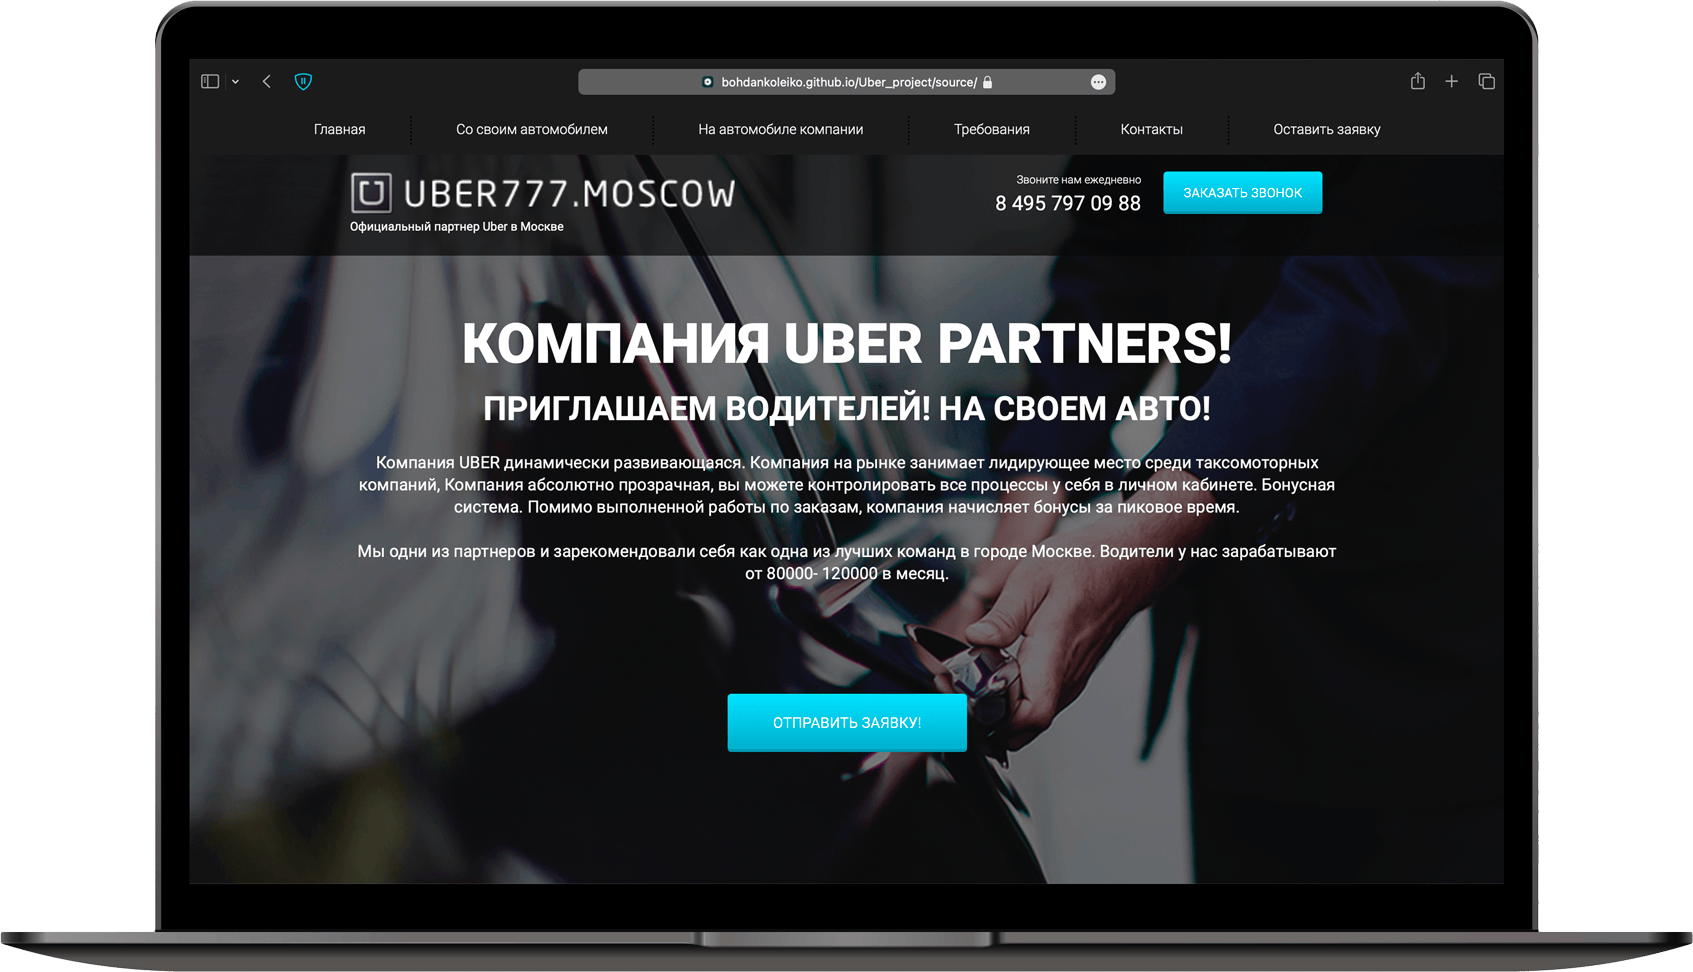 bohdankoleiko.github.io/Uber_project/source/
Главная
Со своим автомобилем
На автомобиле компании
Требования
Контакты
Оставить заявку
UBER777.MOSCOW
Официальный партнер Uber в Москве
Звоните нам ежедневно
8 495 797 09 88
ЗАКАЗАТЬ ЗВОНОК
КОМПАНИЯ UBER PARTNERS!
ПРИГЛАШАЕМ ВОДИТЕЛЕЙ! НА СВОЕМ АВТО!
Компания UBER динамически развивающаяся. Компания на рынке занимает лидирующее место среди таксомоторных
компаний, Компания абсолютно прозрачная, вы можете контролировать все процессы у себя в личном кабинете. Бонусная
система. Помимо выполненной работы по заказам, компания начисляет бонусы за пиковое время.
Мы одни из партнеров и зарекомендовали себя как одна из лучших команд в городе Москве. Водители у нас зарабатывают
от 80000- 120000 в месяц.
ОТПРАВИТЬ ЗАЯВКУ!